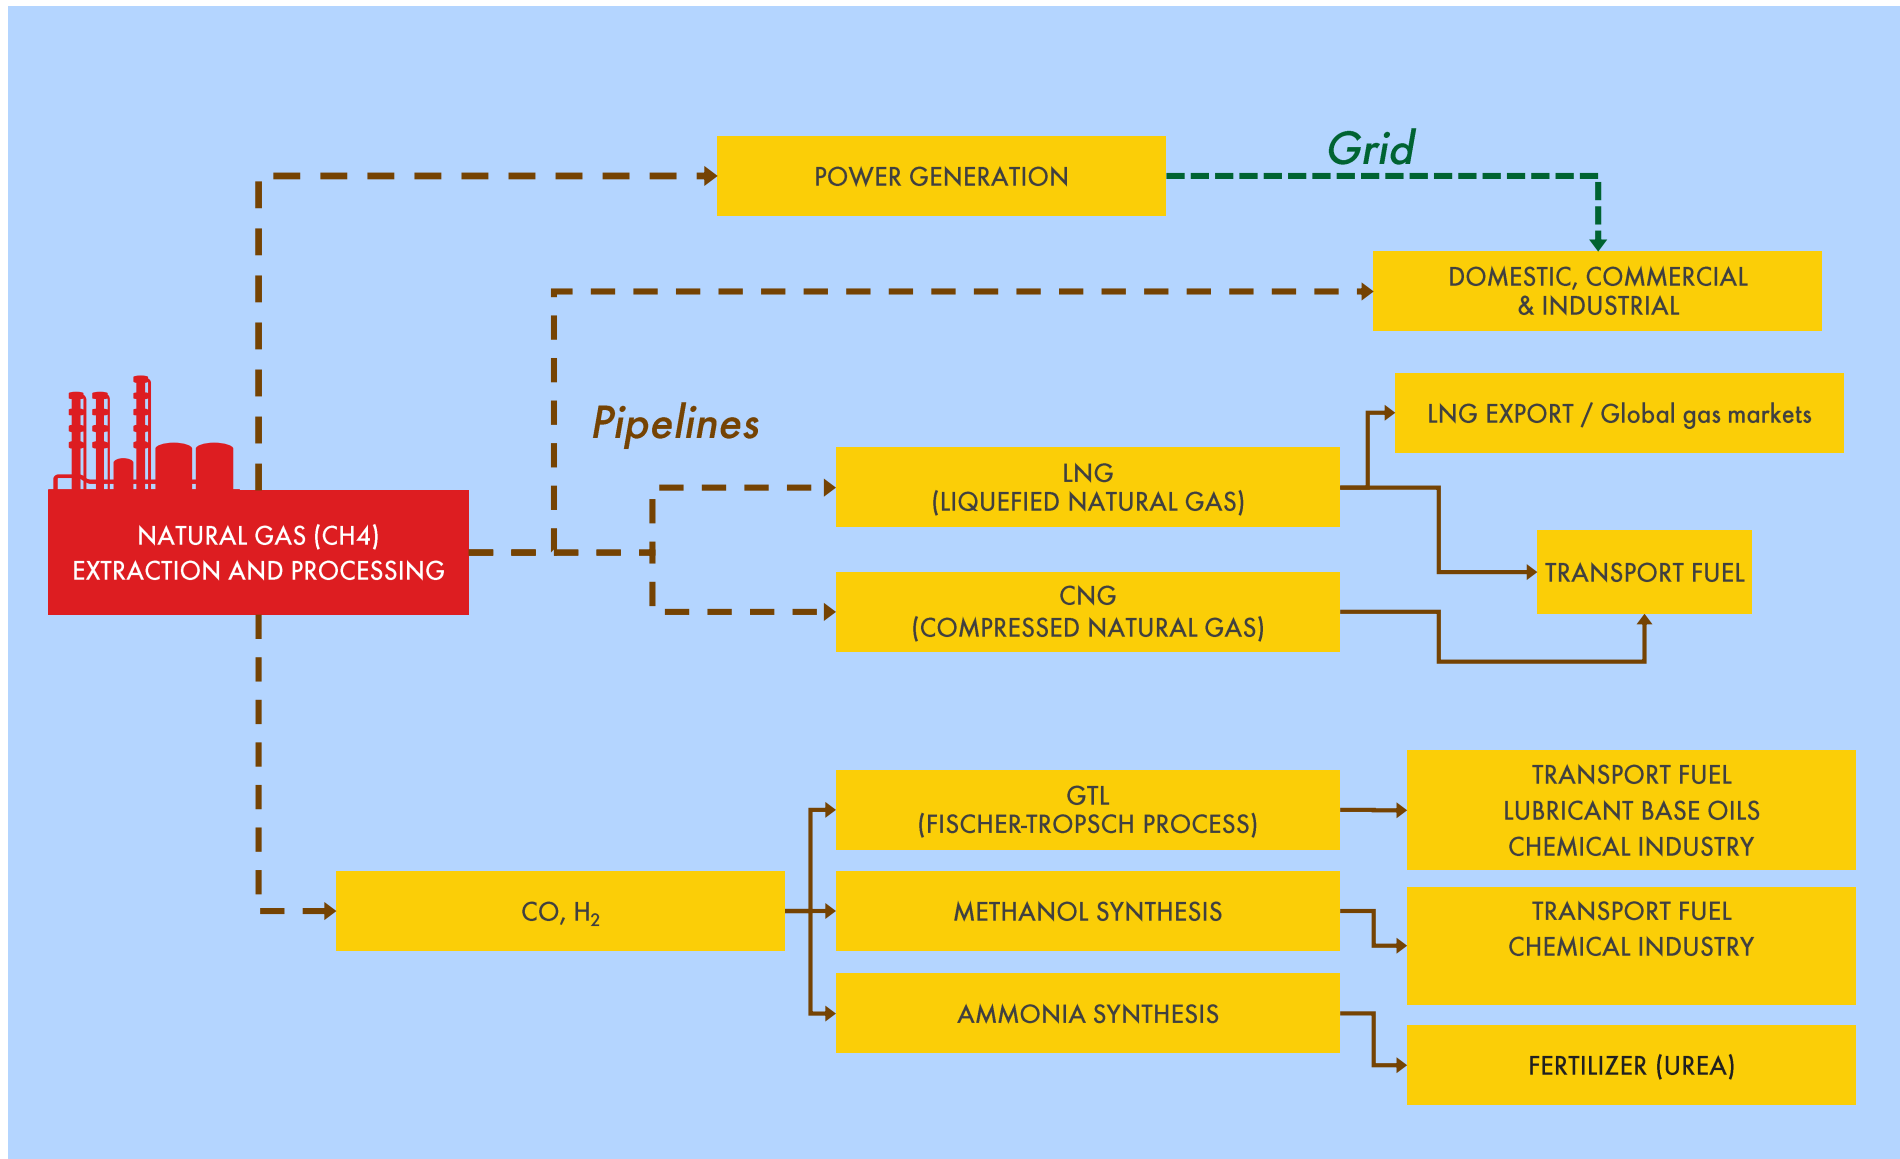 Grid
POWER GENERATION
DOMESTIC, COMMERCIAL
& INDUSTRIAL
Pipelines
LNG EXPORT / Global gas markets
LNG
(LIQUEFIED NATURAL GAS)
NATURAL GAS (CH4)
EXTRACTION AND PROCESSING
TRANSPORT FUEL
CNG
(COMPRESSED NATURAL GAS)
GTL
(FISCHER-TROPSCH PROCESS)
TRANSPORT FUEL
LUBRICANT BASE OILS
CHEMICAL INDUSTRY
CO, H₂
METHANOL SYNTHESIS
TRANSPORT FUEL
CHEMICAL INDUSTRY
AMMONIA SYNTHESIS
FERTILIZER (UREA)